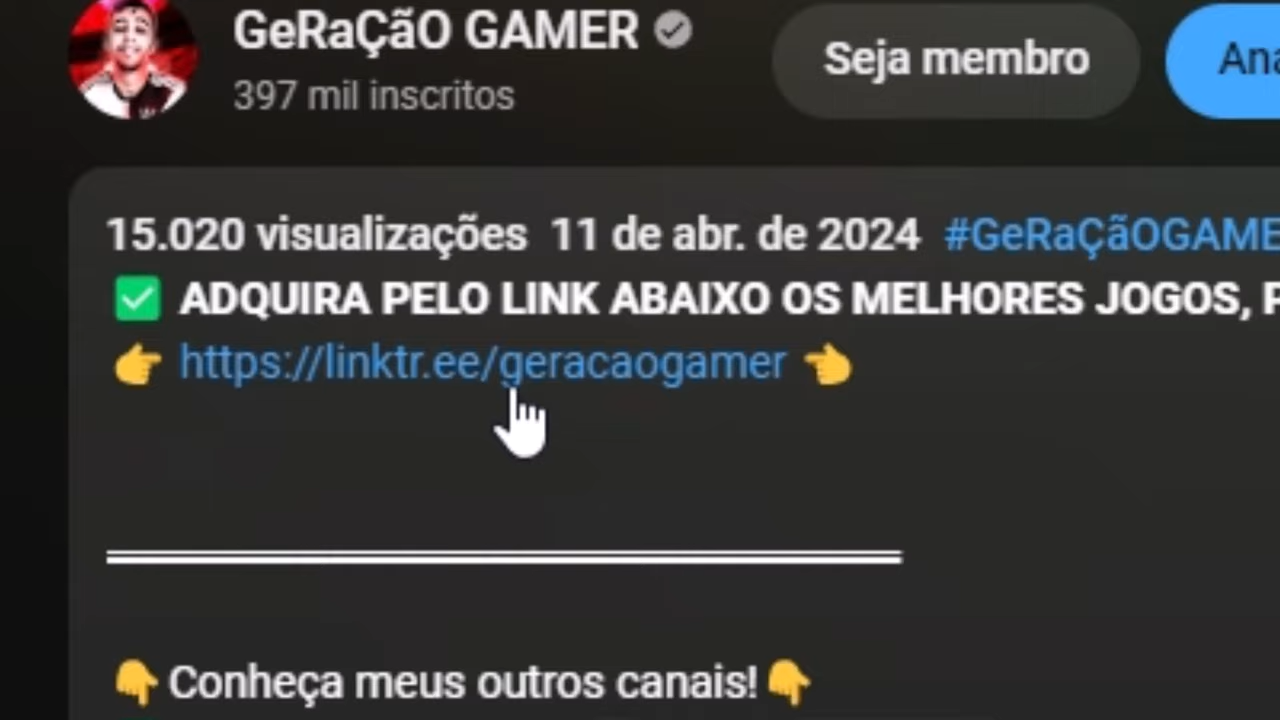 GeRaÇãO GAMER
397 mil inscritos
Seja membro
Ana
15.020 visualizações 11 de abr. de 2024 #GeRaÇãOGAME
✅ ADQUIRA PELO LINK ABAIXO OS MELHORES JOGOS, P
👉 https://linktr.ee/geracaogamer 👈
👇Conheça meus outros canais!👇